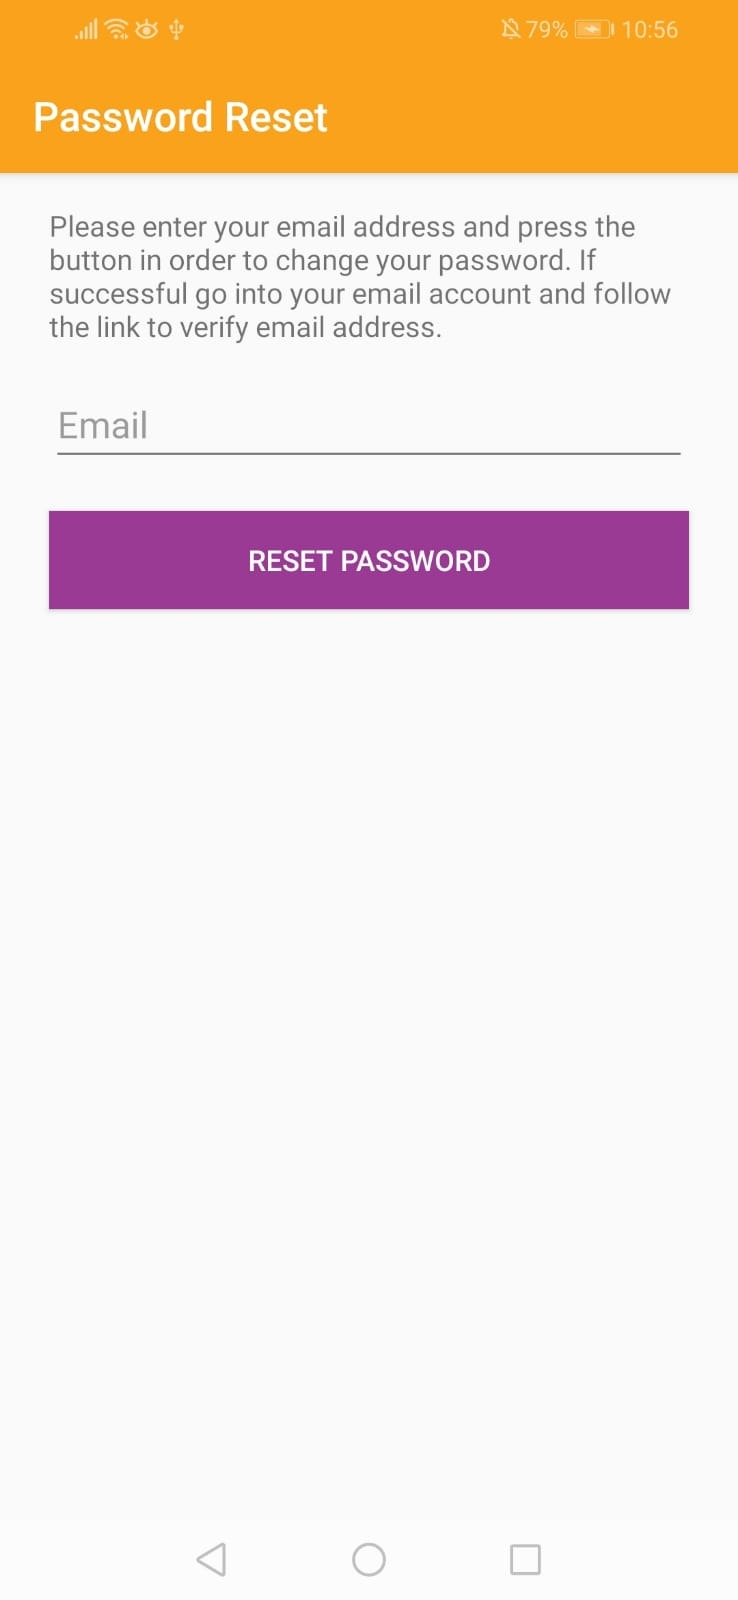 79% 10:56
Password Reset
Please enter your email address and press the
button in order to change your password. If
successful go into your email account and follow
the link to verify email address.
Email
RESET PASSWORD